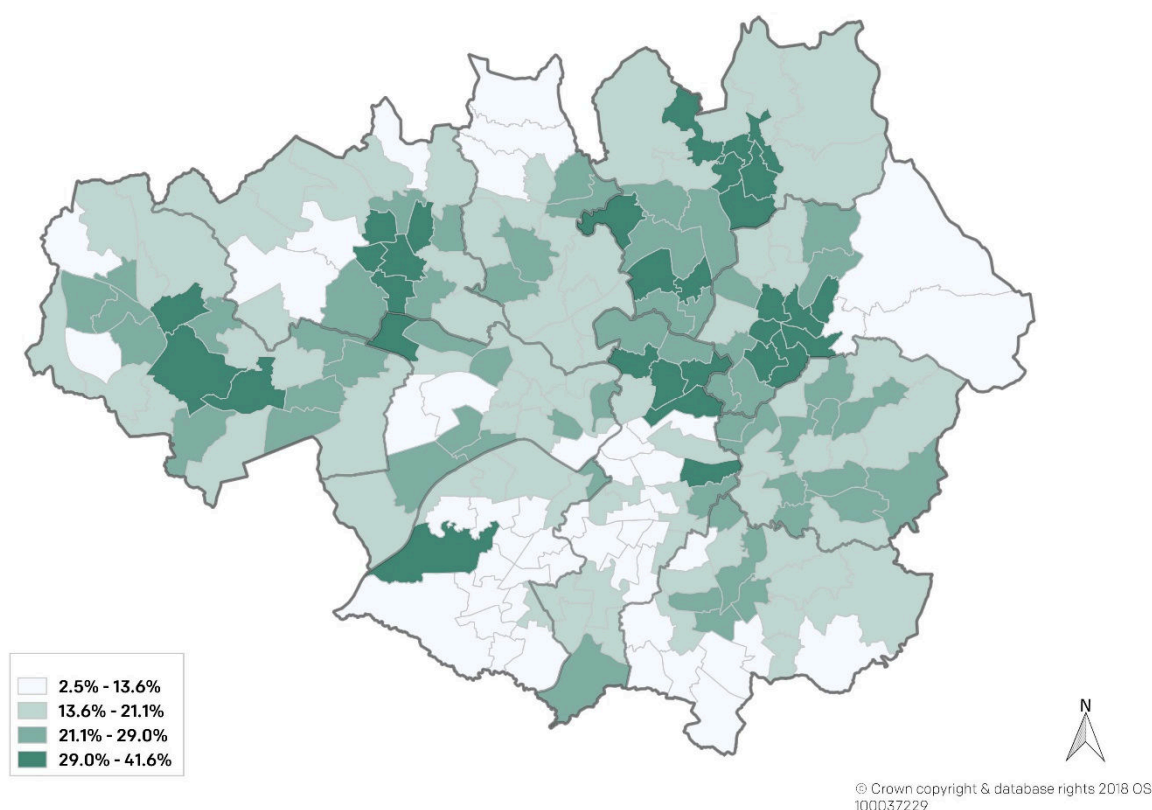 2.5% - 13.6%
13.6% - 21.1%
21.1% - 29.0%
29.0% - 41.6%
N
© Crown copyright & database rights 2018 OS
100037229